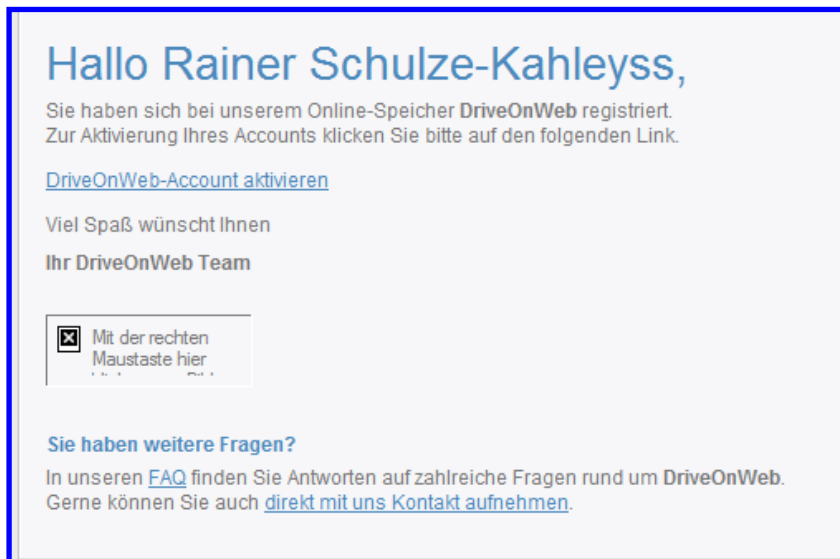 Hallo Rainer Schulze-Kahleyss,
Sie haben sich bei unserem Online-Speicher DriveOnWeb registriert.
Zur Aktivierung Ihres Accounts klicken Sie bitte auf den folgenden Link.
DriveOnWeb-Account aktivieren
Viel Spaß wünscht Ihnen
Ihr DriveOnWeb Team
Mit der rechten
Maustaste hier
Sie haben weitere Fragen?
In unseren FAQ finden Sie Antworten auf zahlreiche Fragen rund um DriveOnWeb.
Gerne können Sie auch direkt mit uns Kontakt aufnehmen.